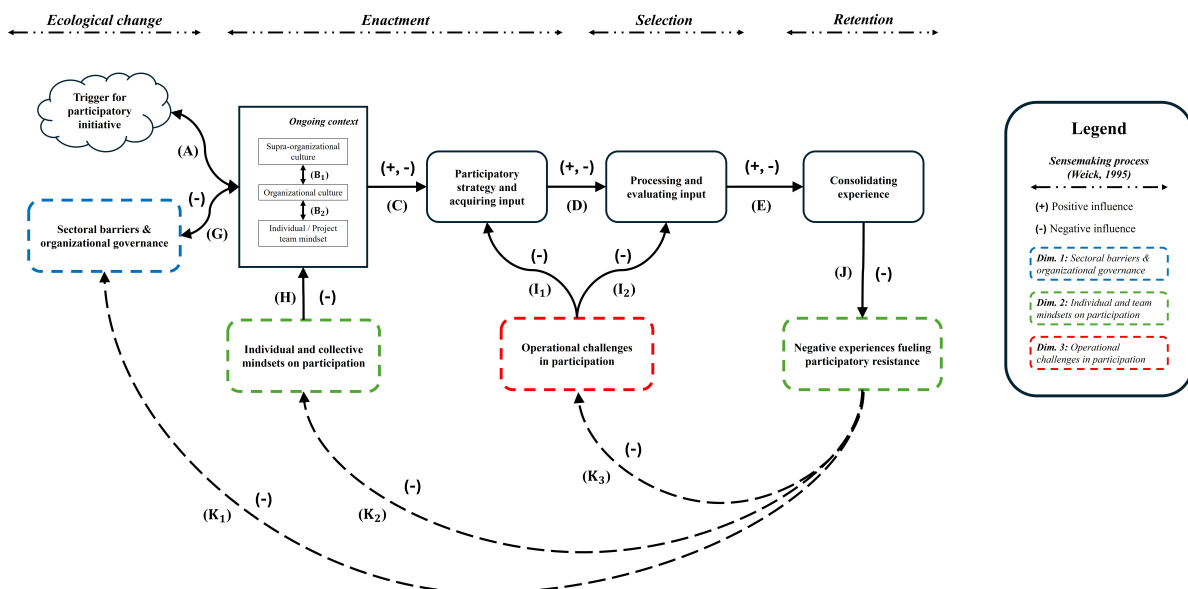 Ecological change
Enactment
Selection
Retention
Trigger for
participatory
initiative
(A)
(-)
(G)
Sectoral barriers &
organizational governance
Ongoing context
Supra-organizational
culture
(B₁)
Organizational culture
(B₂)
Individual / Project
team mindset
(+, -)
(C)
Participatory
strategy and
acquiring input
(+, -)
(D)
Processing and
evaluating input
(+, -)
(E)
Consolidating
experience
(H)
(-)
(-)
(I₁)
(-)
(I₂)
(J)
(-)
Individual and collective
mindsets on participation
Operational challenges
in participation
Negative experiences fueling
participatory resistance
(-)
(K₁)
(-)
(K₂)
(-)
(K₃)
Legend
Sensemaking process
(Weick, 1995)
(+) Positive influence
(-) Negative influence
Dim. 1: Sectoral barriers &
organizational governance
Dim. 2: Individual and team
mindsets on participation
Dim. 3: Operational
challenges in participation